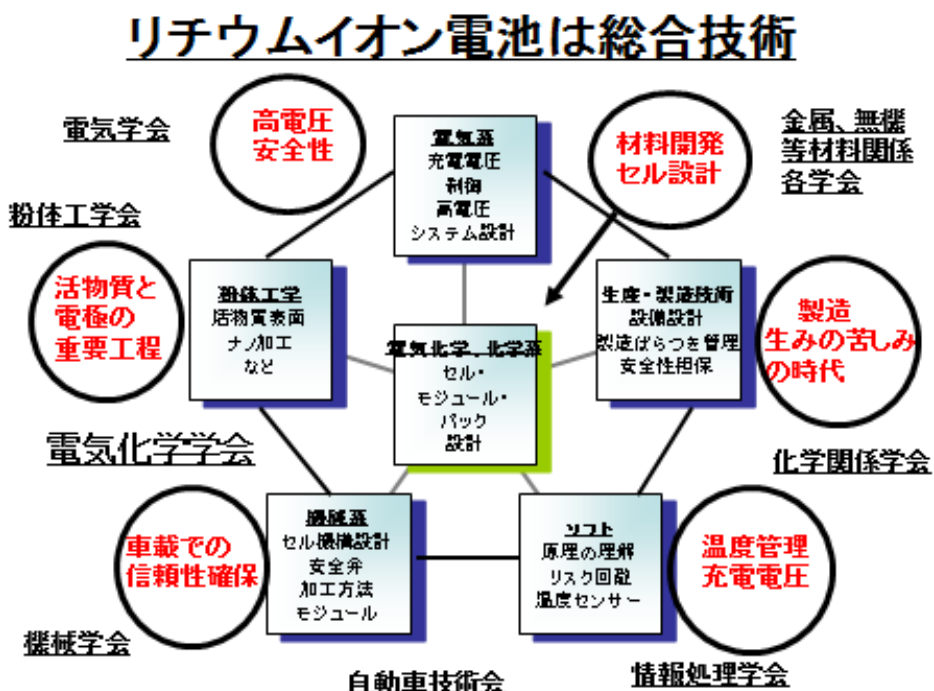 リチウムイオン電池は総合技術
電気学会
高電圧
安全性
電気系
充電電圧
制御
高電圧
システム設計
材料開発
セル設計
金属、無機
等材料関係
各学会
粉体工学会
活物質と
電極の
重要工程
粉体工学
活物質表面
ナノ加工
など
電気化学、化学系
セル・
モジュール・
パック
設計
生産・製造技術
設備設計
製造ばらつき管理
安全性担保
製造
生みの苦しみ
の時代
電気化学学会
化学関係学会
車載での
信頼性確保
機械系
セル機構設計
安全弁
加工方法
モジュール
ソフト
原理の理解
リスク回避
温度センサー
温度管理
充電電圧
機械学会
自動車技術会
情報処理学会